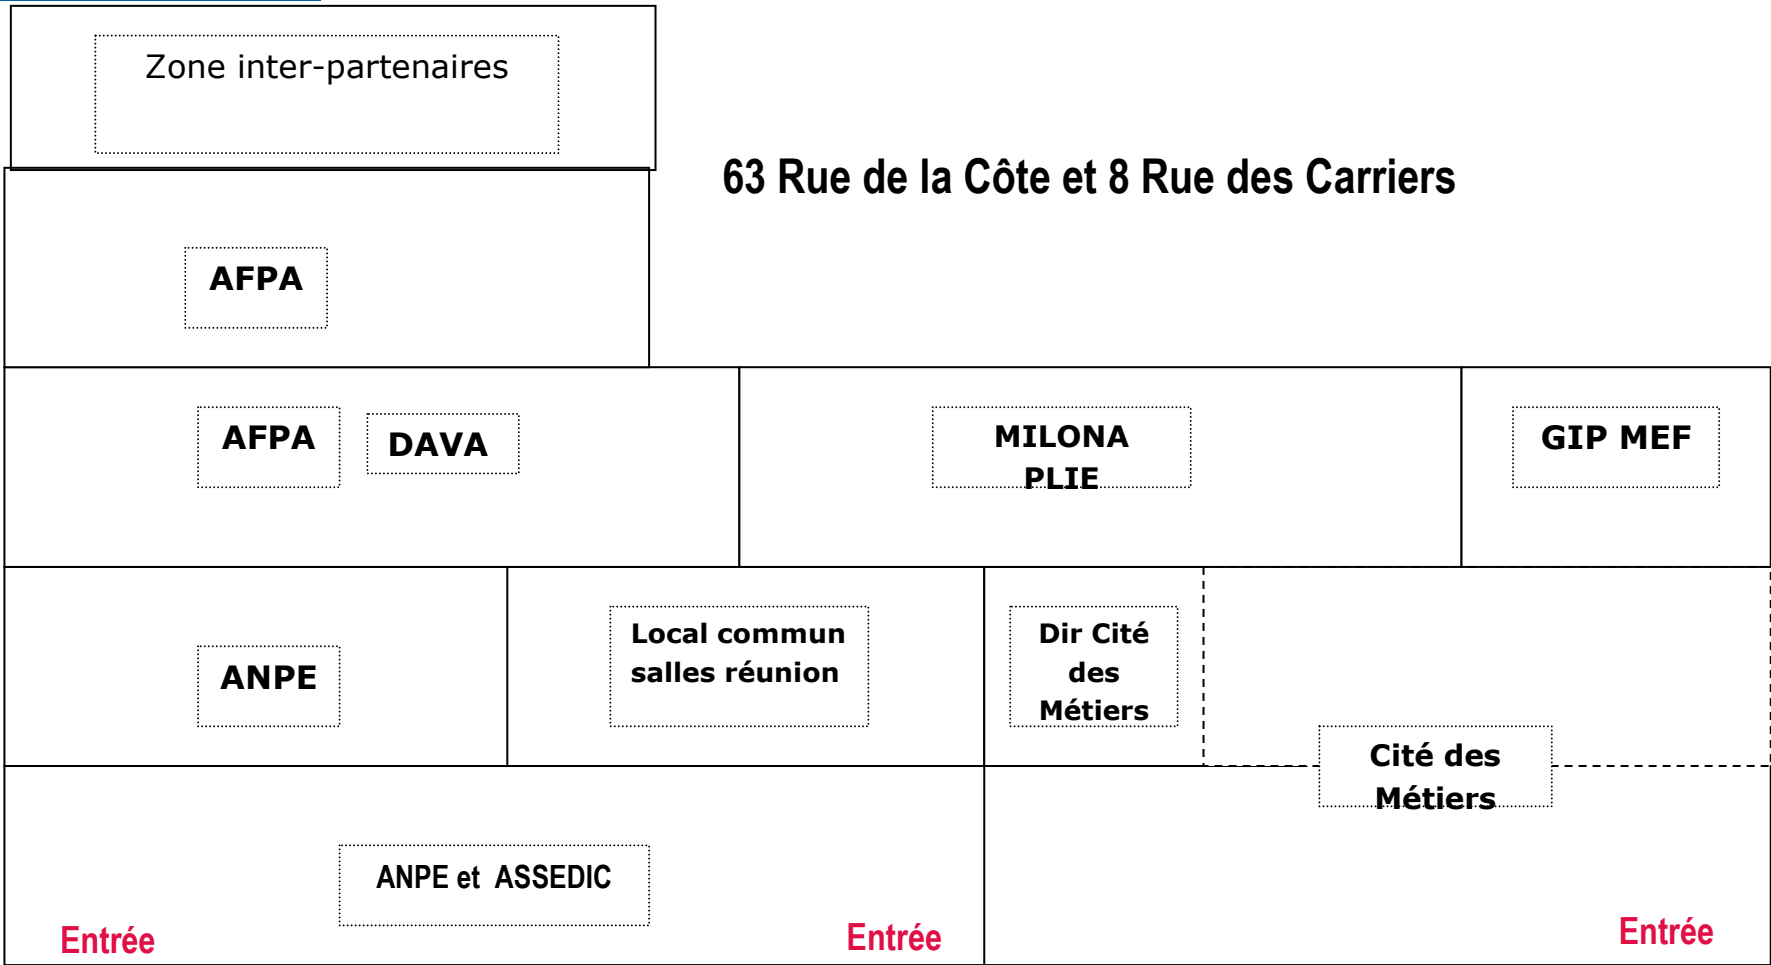 Zone inter-partenaires
63 Rue de la Côte et 8 Rue des Carriers
AFPA
AFPA
DAVA
MILONA
PLIE
GIP MEF
ANPE
Local commun
salles réunion
Dir Cité
des
Métiers
Cité des
Métiers
ANPE et ASSEDIC
Entrée
Entrée
Entrée